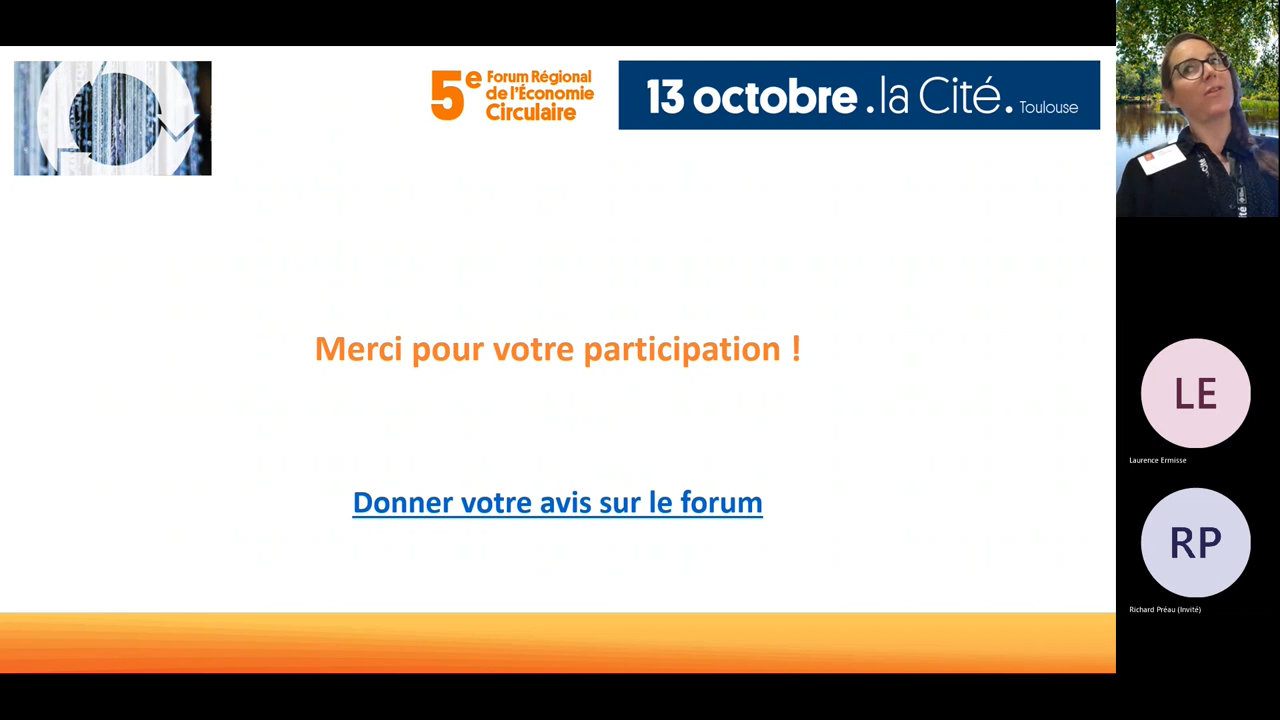 5e Forum Régional
de l'Économie
Circulaire
13 octobre .la Cité. Toulouse
Merci pour votre participation !
Donner votre avis sur le forum
LE
Laurence Ermisse
RP
Richard Préau (Invité)